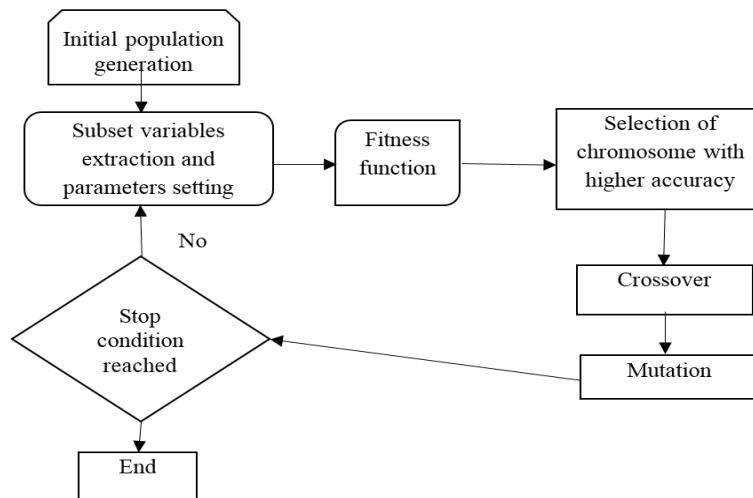 Initial population
generation
Subset variables
extraction and
parameters setting
Fitness
function
Selection of
chromosome with
higher accuracy
Crossover
Mutation
No
Stop
condition
reached
End